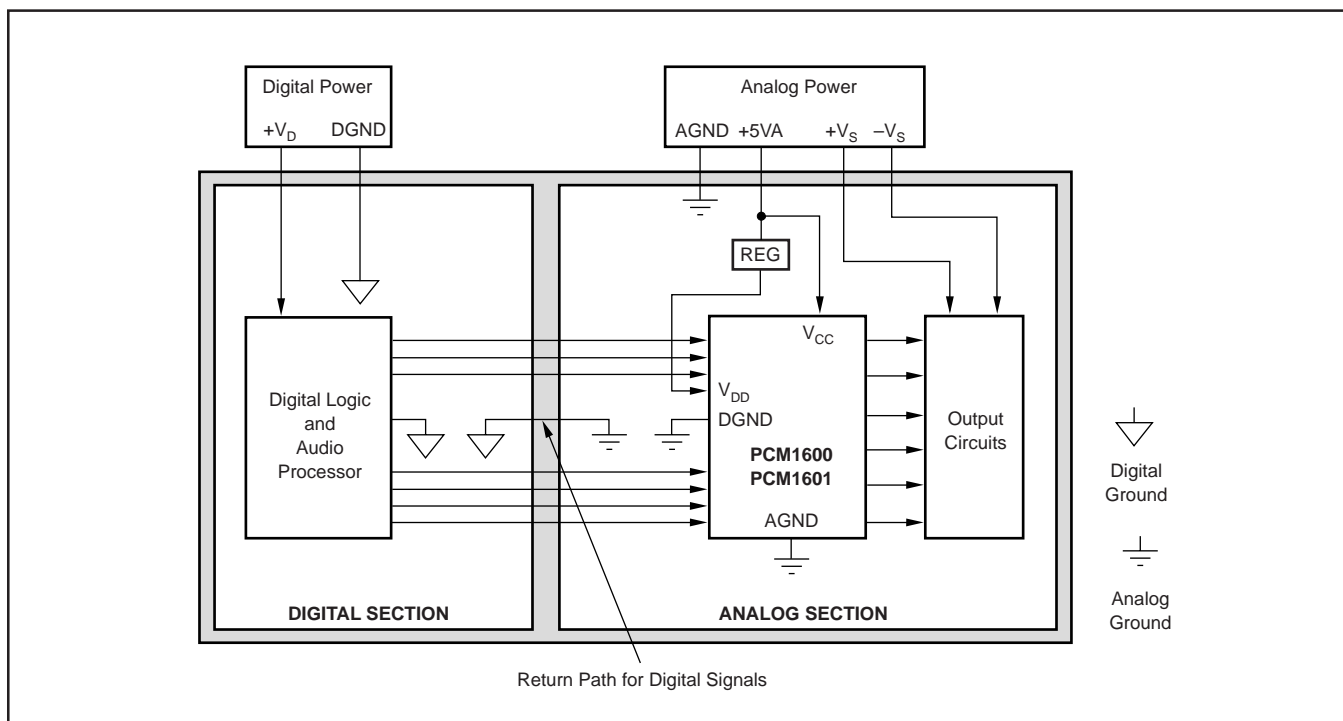 Digital Power
+VD DGND
Analog Power
AGND +5VA +VS –VS
REG
VCC
VDD
DGND
PCM1600
PCM1601
AGND
Digital Logic
and
Audio
Processor
Output
Circuits
Digital
Ground
Analog
Ground
DIGITAL SECTION
ANALOG SECTION
Return Path for Digital Signals